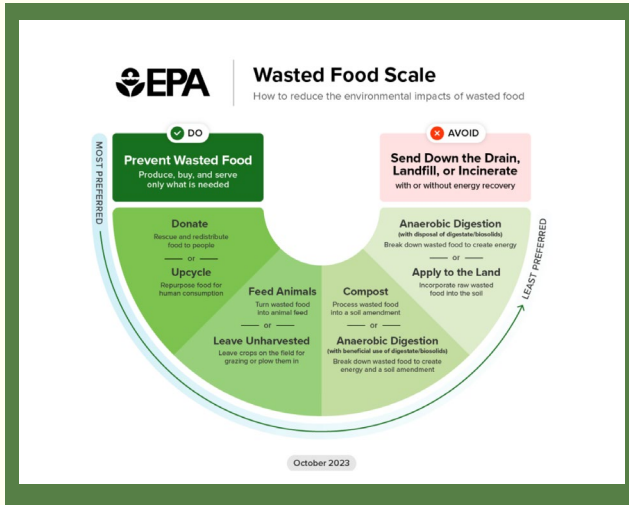 EPA
Wasted Food Scale
How to reduce the environmental impacts of wasted food
DO
AVOID
MOST PREFERRED
Prevent Wasted Food
Produce, buy, and serve
only what is needed
Send Down the Drain,
Landfill, or Incinerate
with or without energy recovery
Donate
Rescue and redistribute
food to people
or
Upcycle
Repurpose food for
human consumption
Feed Animals
Turn wasted food
into animal feed
or
Leave Unharvested
Leave crops on the field for
grazing or plow them in
Compost
Process wasted food
into a soil amendment
or
Anaerobic Digestion
(with beneficial use of digestate/biosolids)
Break down wasted food to create
energy and a soil amendment
Anaerobic Digestion
(with disposal of digestate/biosolids)
Break down wasted food to create energy
or
Apply to the Land
Incorporate raw wasted
food into the soil
LEAST PREFERRED
October 2023